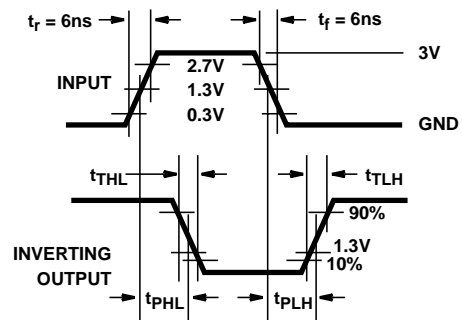 tr = 6ns
tf = 6ns
3V
INPUT
2.7V
1.3V
0.3V
GND
tTHL
tTLH
90%
INVERTING
OUTPUT
1.3V
10%
tPHL
tPLH